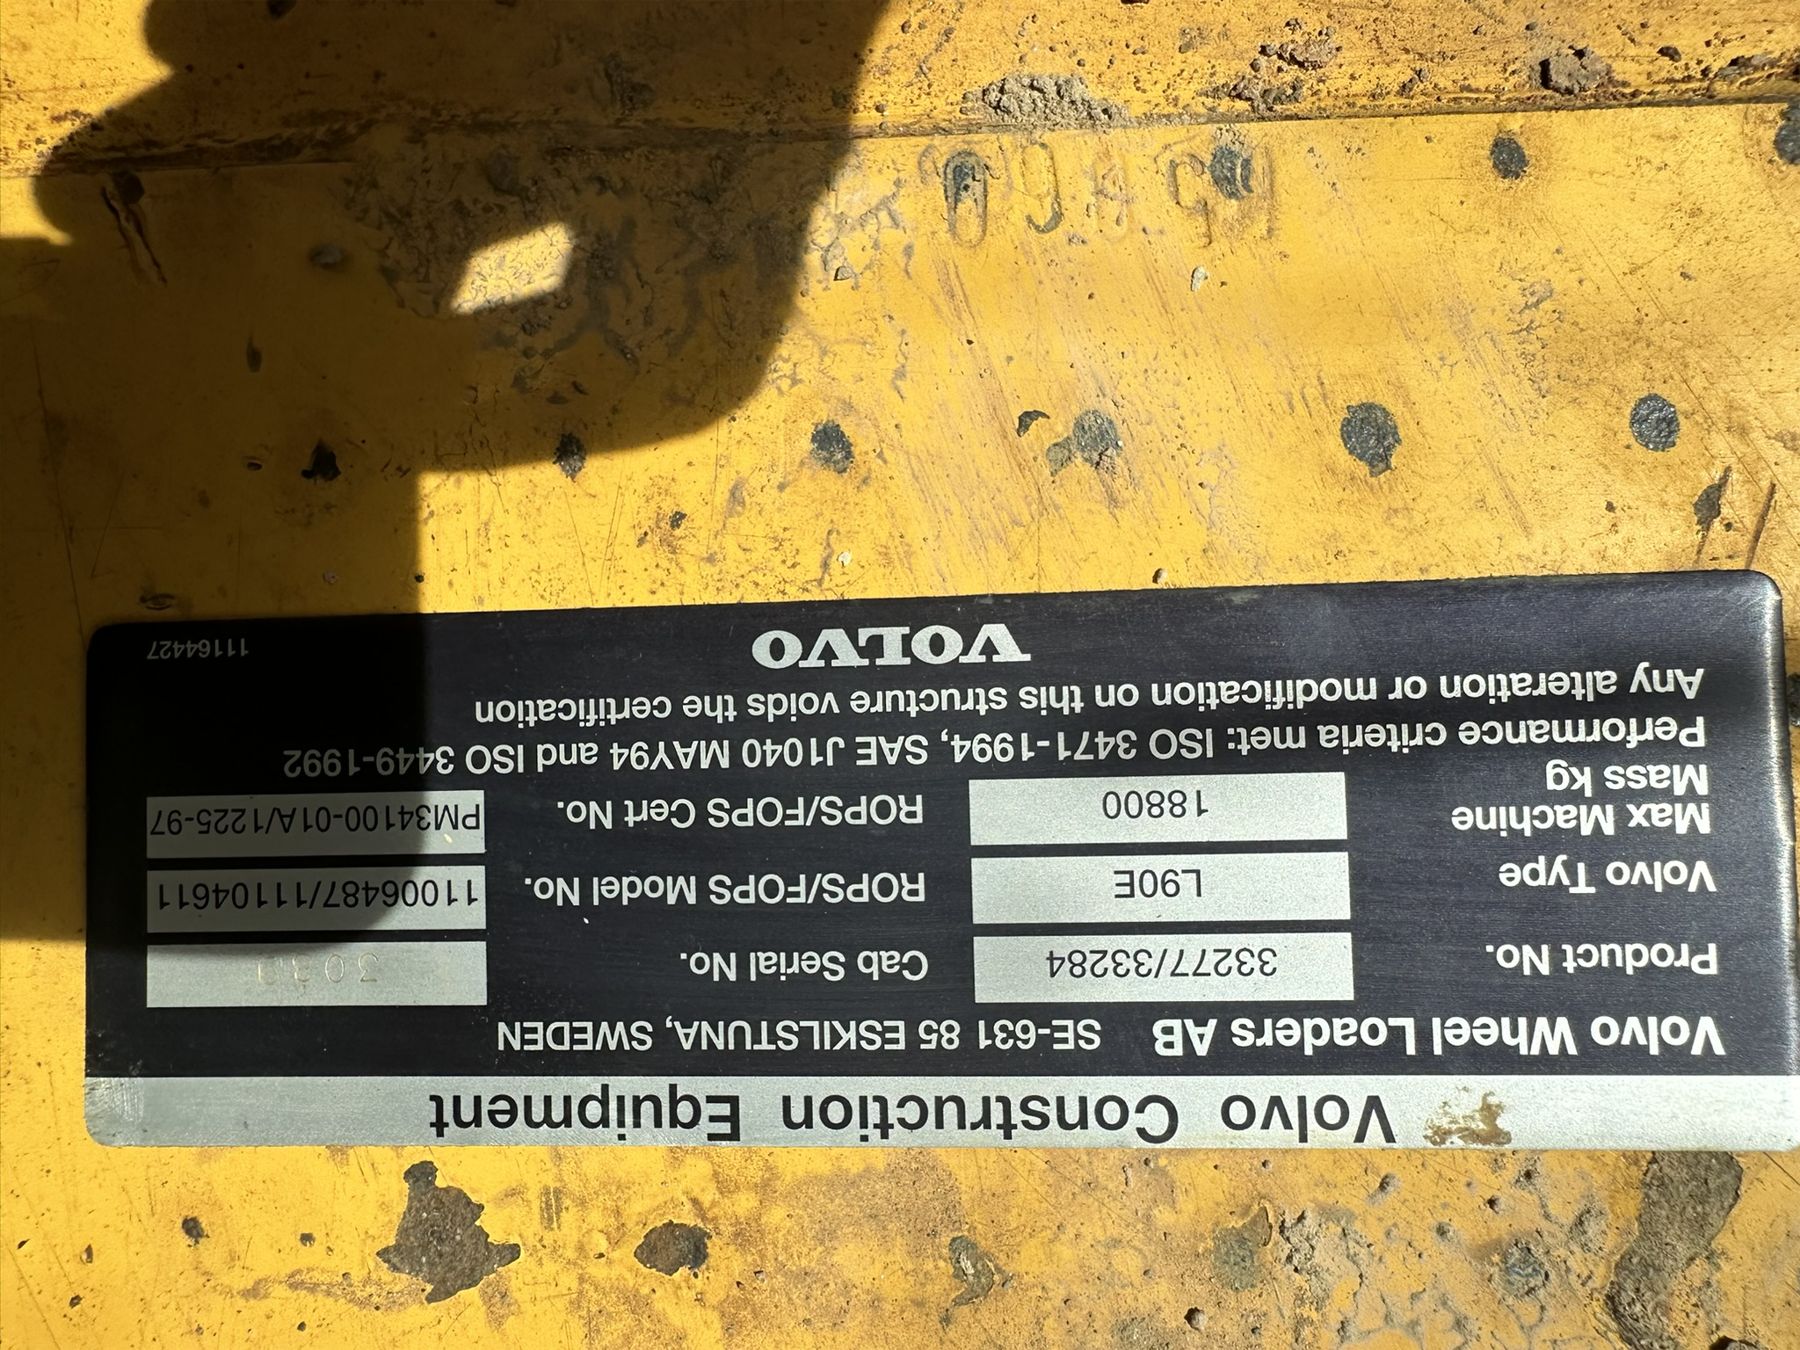 Volvo Construction Equipment
Volvo Wheel Loaders AB SE-631 85 ESKILSTUNA, SWEDEN
Product No. 33277/33284 Cab Serial No.
Volvo Type L90E ROPS/FOPS Model No. 11006487/11104611
Max Machine Mass kg 18800 ROPS/FOPS Cert No. PM34100-01A/1225-97
Performance criteria met: ISO 3471-1994, SAE J1040 MAY94 and ISO 3449-1992
Any alteration or modification on this structure voids the certification
VOLVO
11164427